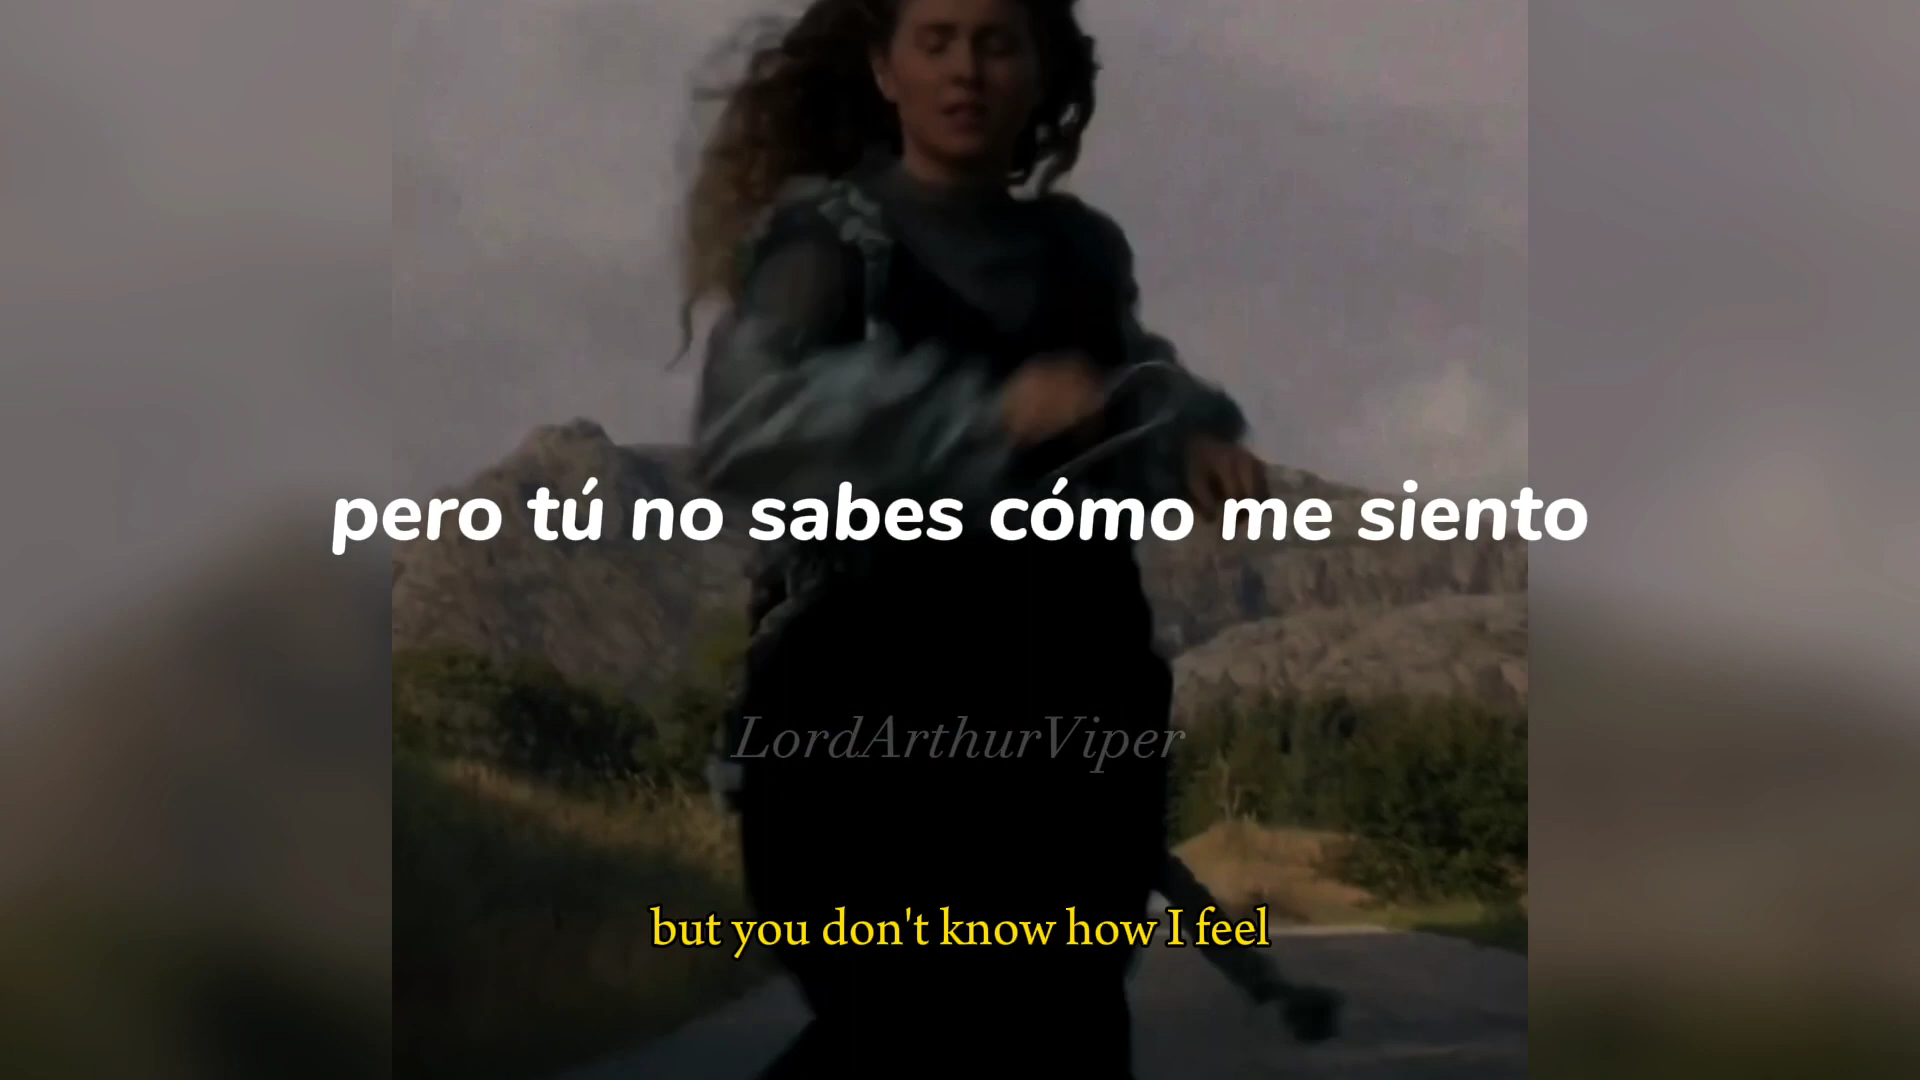 pero tú no sabes cómo me siento
LordArthurViper
but you don't know how I feel